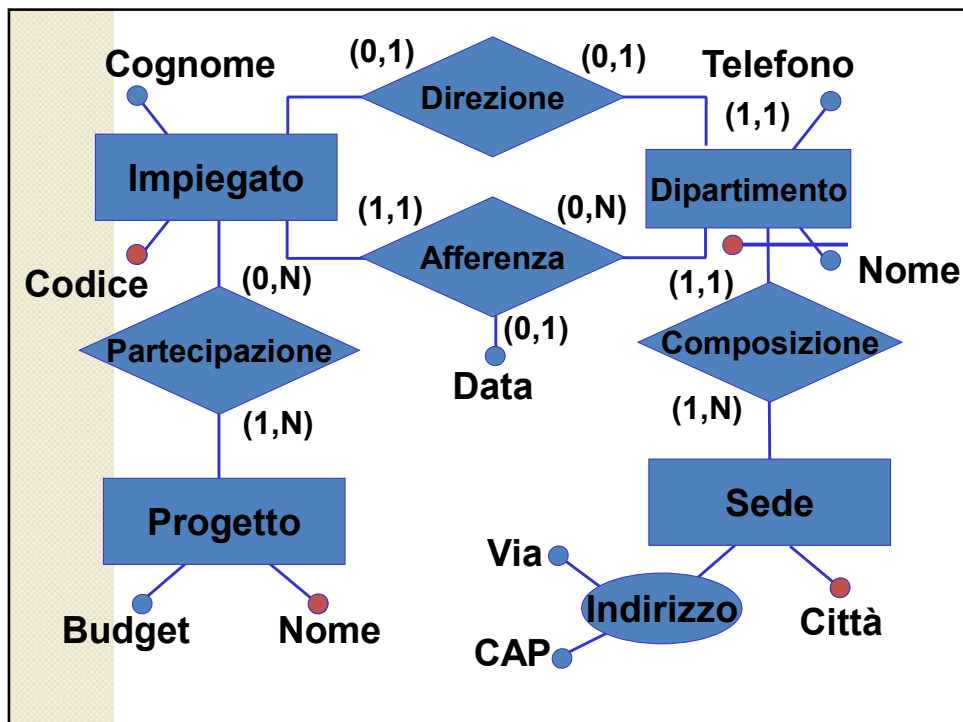 (0,1)
(0,1)
Cognome
Telefono
Direzione
(1,1)
Impiegato
Dipartimento
(1,1)
(0,N)
Afferenza
Codice
(0,N)
(1,1)
Nome
(0,1)
Partecipazione
Composizione
Data
(1,N)
(1,N)
Progetto
Sede
Via
Indirizzo
Budget
Nome
Città
CAP